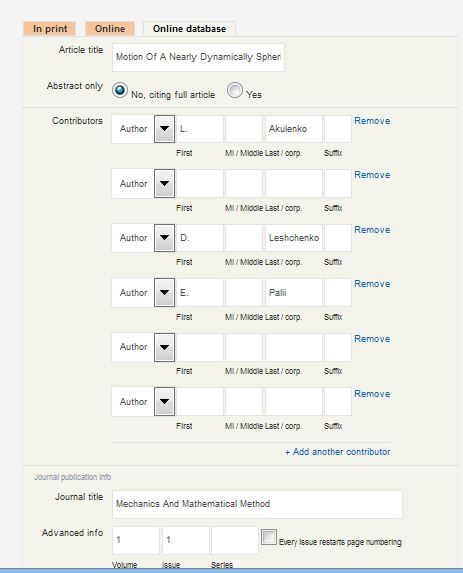 In print Online Online database
Article title Motion Of A Nearly Dynamically Spher
Abstract only No, citing full article Yes
Contributors Author L. Akulenko Remove
First MI / Middle Last / corp. Suffix
Author Remove
First MI / Middle Last / corp. Suffix
Author D. Leshchenko Remove
First MI / Middle Last / corp. Suffix
Author E. Palii Remove
First MI / Middle Last / corp. Suffix
Author Remove
First MI / Middle Last / corp. Suffix
Author Remove
First MI / Middle Last / corp. Suffix
+ Add another contributor
Journal publication info
Journal title Mechanics And Mathematical Method
Advanced info 1 1 Every issue restarts page numbering
Volume Issue Series